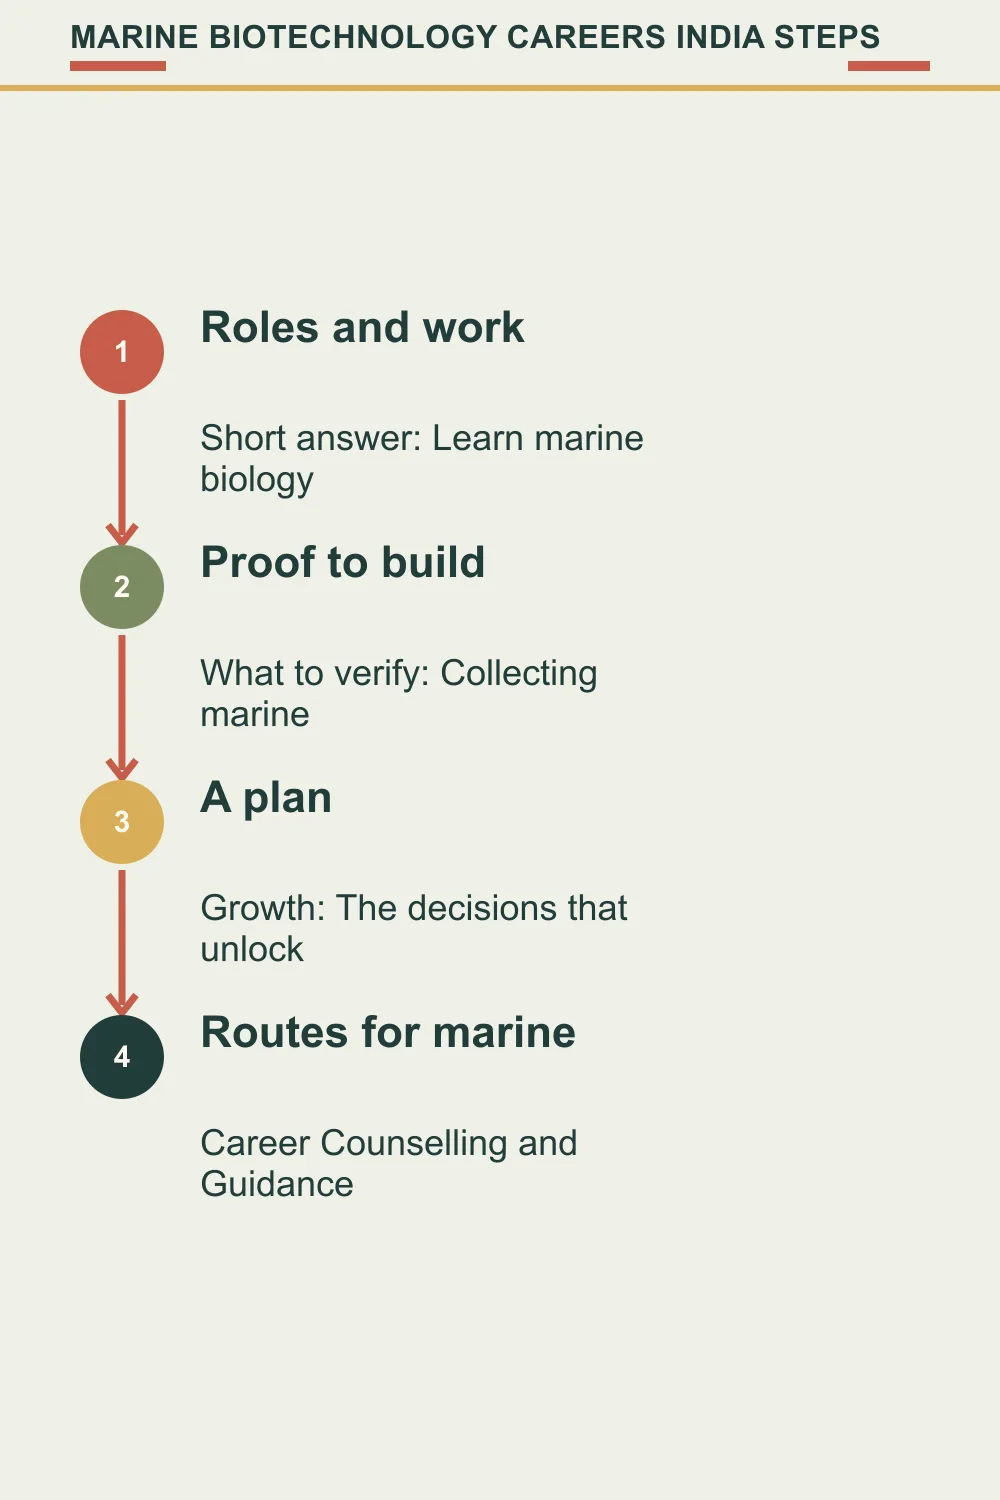 MARINE BIOTECHNOLOGY CAREERS INDIA STEPS
1
Roles and work
Short answer: Learn marine
biology
2
Proof to build
What to verify: Collecting
marine
3
A plan
Growth: The decisions that
unlock
4
Routes for marine
Career Counselling and
Guidance